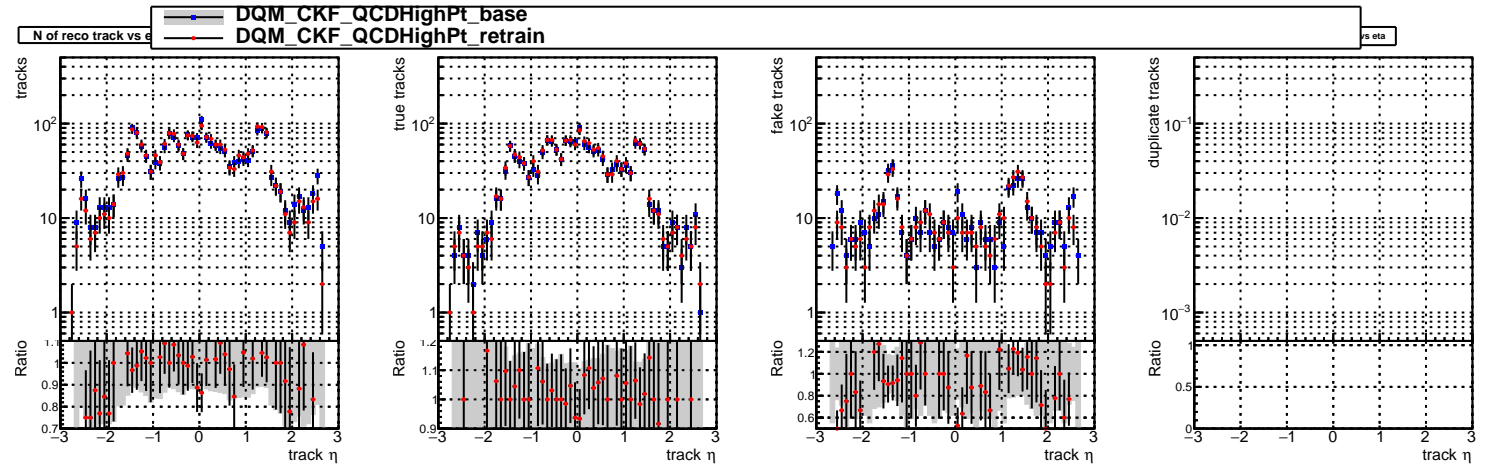 DQM_CKF_QCDHighPt_base
DQM_CKF_QCDHighPt_retrain
N of reco track vs e
vs eta
tracks
10²
10
1
Ratio
1.1
1
0.9
0.8
0.7
−3 −2 −1 0 1 2 3
track η
true tracks
10²
10
1
Ratio
1.2
1.1
1
0.9
−3 −2 −1 0 1 2 3
track η
fake tracks
10²
10
1
Ratio
1.2
1
0.8
0.6
−3 −2 −1 0 1 2 3
track η
duplicate tracks
10⁻¹
10⁻²
10⁻³
Ratio
1
0.5
0
−3 −2 −1 0 1 2 3
track η